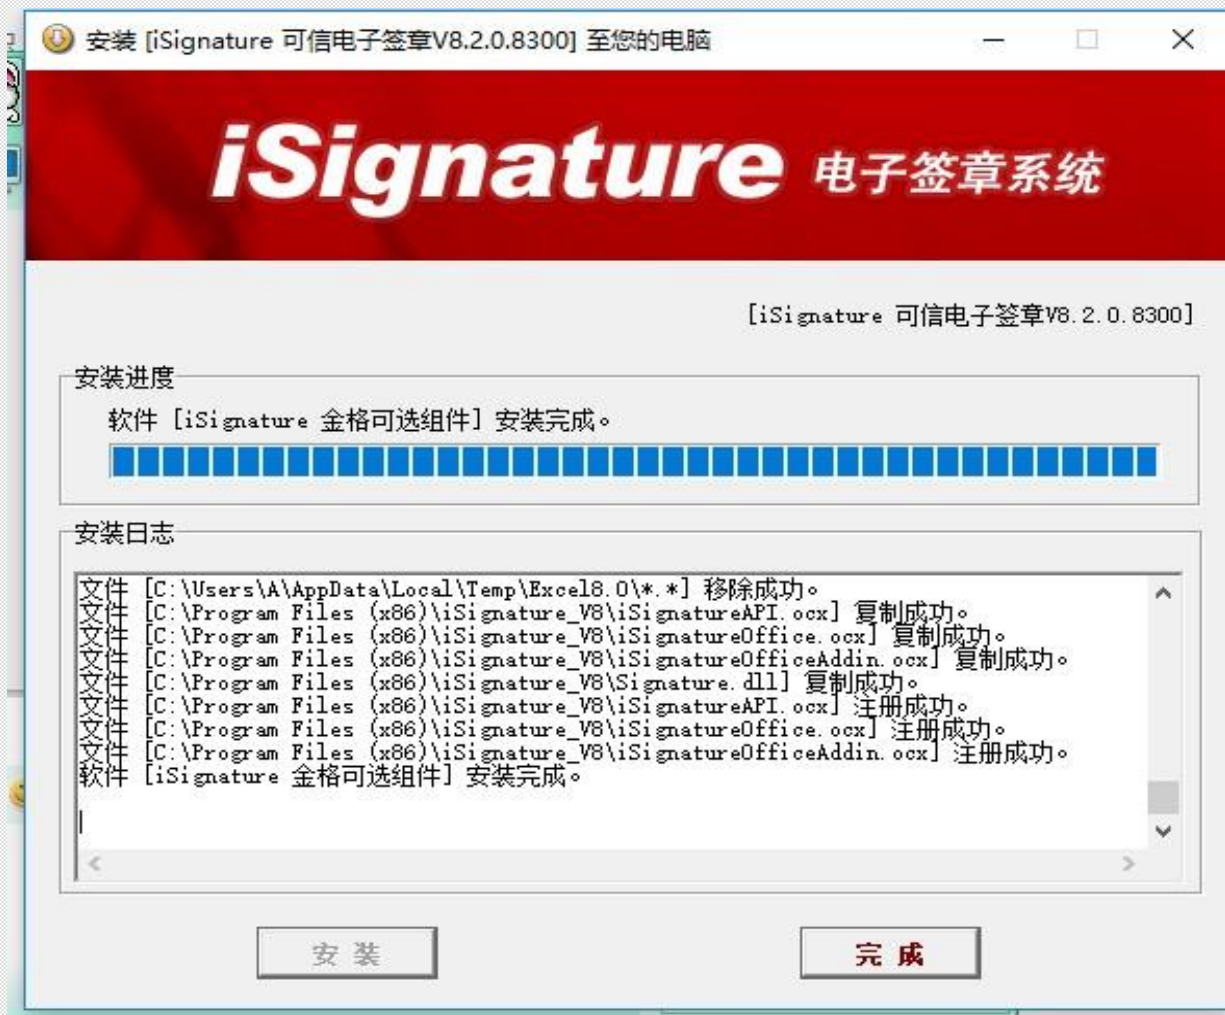 安装 [iSignature 可信电子签章V8.2.0.8300] 至您的电脑
iSignature 电子签章系统
[iSignature 可信电子签章V8.2.0.8300]
安装进度
软件 [iSignature 金格可选组件] 安装完成。
安装日志
文件 [C:\Users\A\AppData\Local\Temp\Excel8.0\*.*] 移除成功。
文件 [C:\Program Files (x86)\iSignature_V8\iSignatureAPI.ocx] 复制成功。
文件 [C:\Program Files (x86)\iSignature_V8\iSignatureOffice.ocx] 复制成功。
文件 [C:\Program Files (x86)\iSignature_V8\iSignatureOfficeAddin.ocx] 复制成功。
文件 [C:\Program Files (x86)\iSignature_V8\Signature.dll] 复制成功。
文件 [C:\Program Files (x86)\iSignature_V8\iSignatureAPI.ocx] 注册成功。
文件 [C:\Program Files (x86)\iSignature_V8\iSignatureOffice.ocx] 注册成功。
文件 [C:\Program Files (x86)\iSignature_V8\iSignatureOfficeAddin.ocx] 注册成功。
软件 [iSignature 金格可选组件] 安装完成。
安 装
完 成